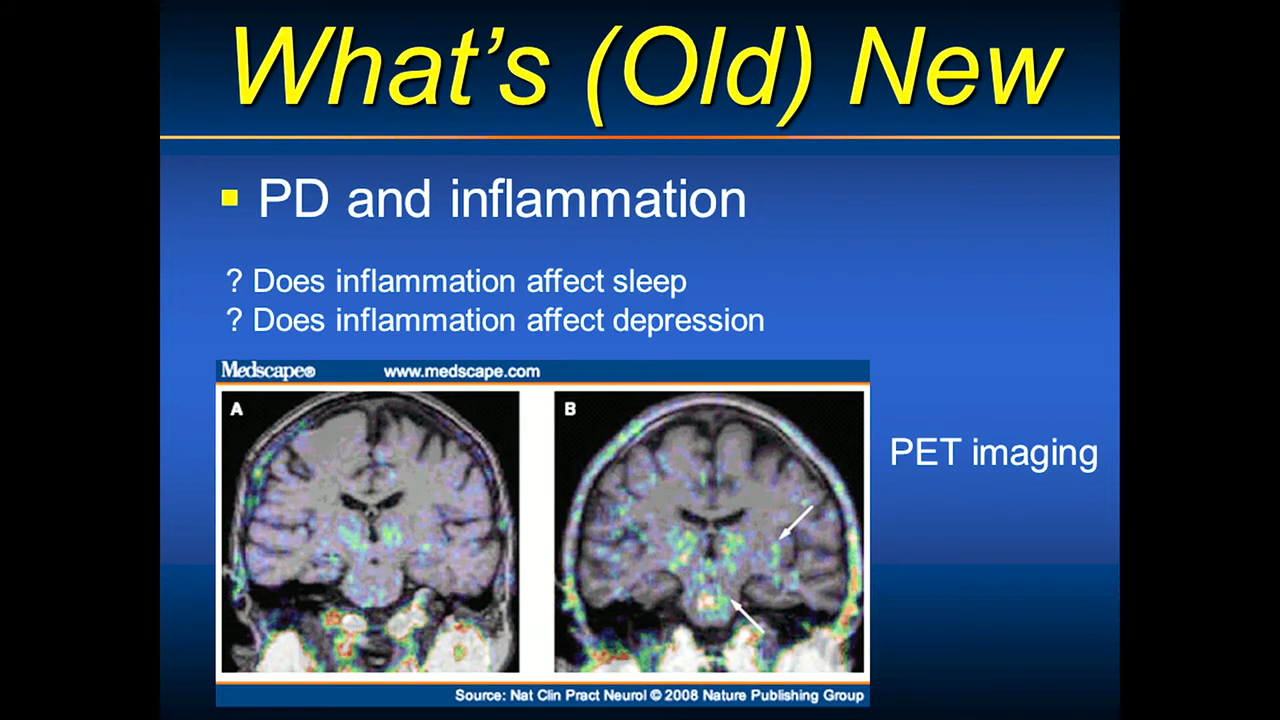 What's (Old) New
PD and inflammation
? Does inflammation affect sleep
? Does inflammation affect depression
Medscape® www.medscape.com
A
B
PET imaging
Source: Nat Clin Pract Neurol © 2008 Nature Publishing Group